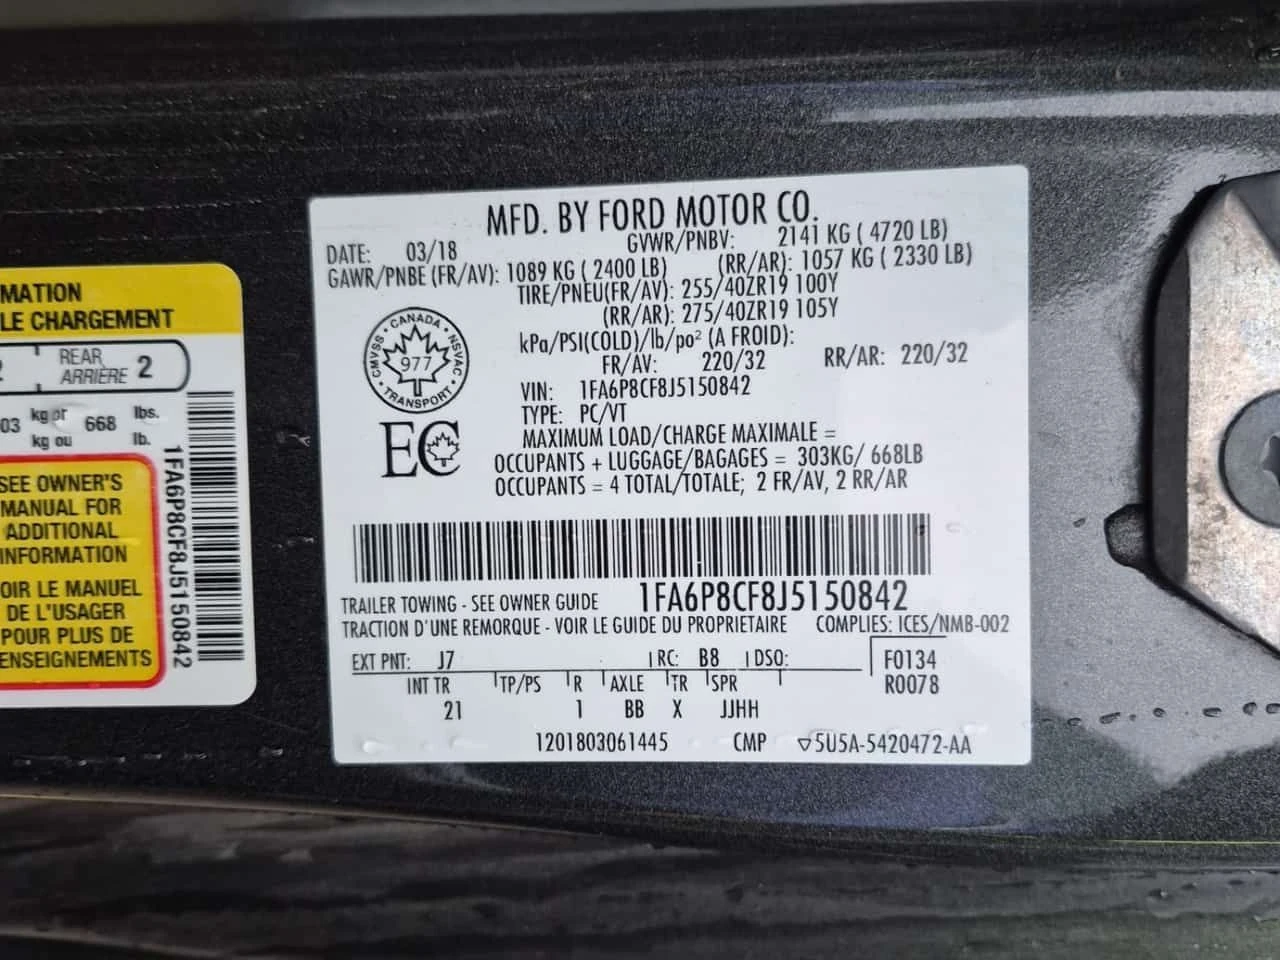 MATION
LE CHARGEMENT
REAR
ARRIÈRE 2
03 kg or 668 lbs.
kg ou lb.
SEE OWNER'S
MANUAL FOR
ADDITIONAL
INFORMATION
OIR LE MANUEL
DE L'USAGER
POUR PLUS DE
ENSEIGNEMENTS
1FA6P8CF8J5150842
MFD. BY FORD MOTOR CO.
DATE: 03/18 GVWR/PNBV: 2141 KG ( 4720 LB)
GAWR/PNBE (FR/AV): 1089 KG ( 2400 LB) (RR/AR): 1057 KG ( 2330 LB)
TIRE/PNEU(FR/AV): 255/40ZR19 100Y
(RR/AR): 275/40ZR19 105Y
kPa/PSI(COLD)/lb/po² (A FROID):
FR/AV: 220/32 RR/AR: 220/32
VIN: 1FA6P8CF8J5150842
TYPE: PC/VT
MAXIMUM LOAD/CHARGE MAXIMALE =
OCCUPANTS + LUGGAGE/BAGAGES = 303KG/ 668LB
OCCUPANTS = 4 TOTAL/TOTALE; 2 FR/AV, 2 RR/AR
CANADA
CMVSS 977 NSVAC
TRANSPORT
EC
1FA6P8CF8J5150842
TRAILER TOWING - SEE OWNER GUIDE
TRACTION D'UNE REMORQUE - VOIR LE GUIDE DU PROPRIETAIRE COMPLIES: ICES/NMB-002
EXT PNT: J7 RC: B8 DSO: F0134
R0078
INT TR TP/PS R AXLE TR SPR
21 1 BB X JJHH
1201803061445 CMP ▽5U5A-5420472-AA